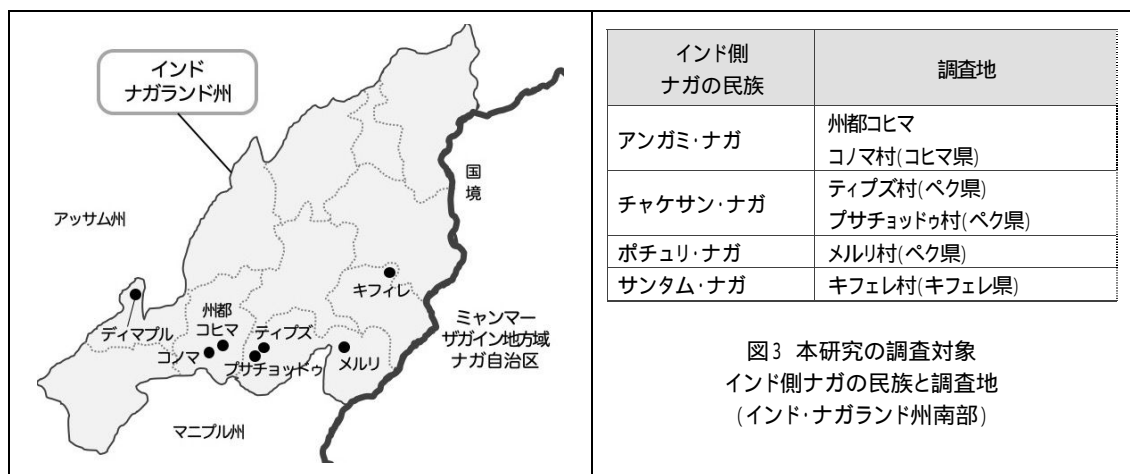 インド
ナガランド州
国
境
アッサム州
キフィレ
ディマプル
州都
コヒマ
ティプズ
コノマ
プサチョッドゥ
メルリ
ミャンマー
ザガイン地方域
ナガ自治区
マニプル州
インド側
ナガの民族
調査地
アンガミ・ナガ
州都コヒマ
コノマ村(コヒマ県)
チャケサン・ナガ
ティプズ村(ペク県)
プサチョッドゥ村(ペク県)
ポチュリ・ナガ
メルリ村(ペク県)
サンタム・ナガ
キフェレ村(キフェレ県)
図3 本研究の調査対象
インド側ナガの民族と調査地
(インド・ナガランド州南部)